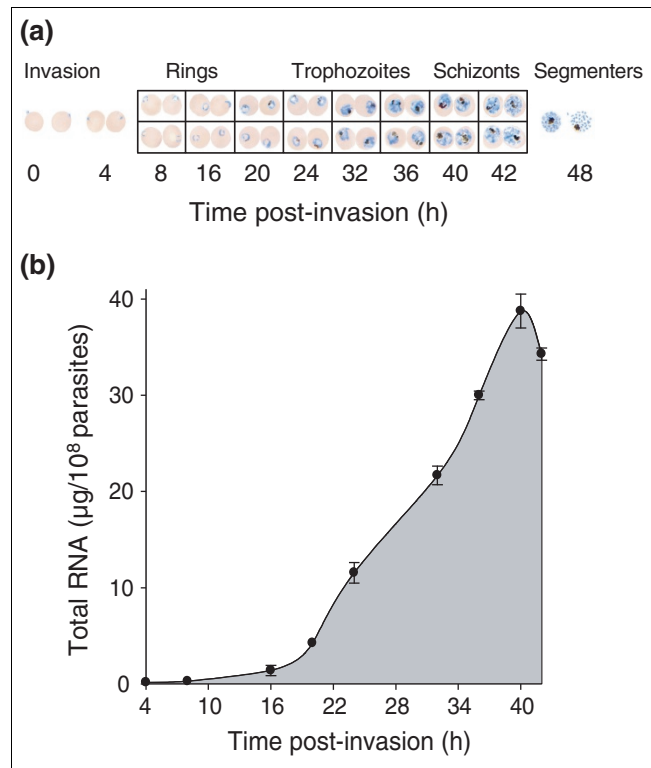 (a)
Invasion Rings Trophozoites Schizonts Segmenters
0 4 8 16 20 24 32 36 40 42 48
Time post-invasion (h)
(b)
Total RNA (µg/10⁸ parasites)
40
30
20
10
0
4 10 16 22 28 34 40
Time post-invasion (h)